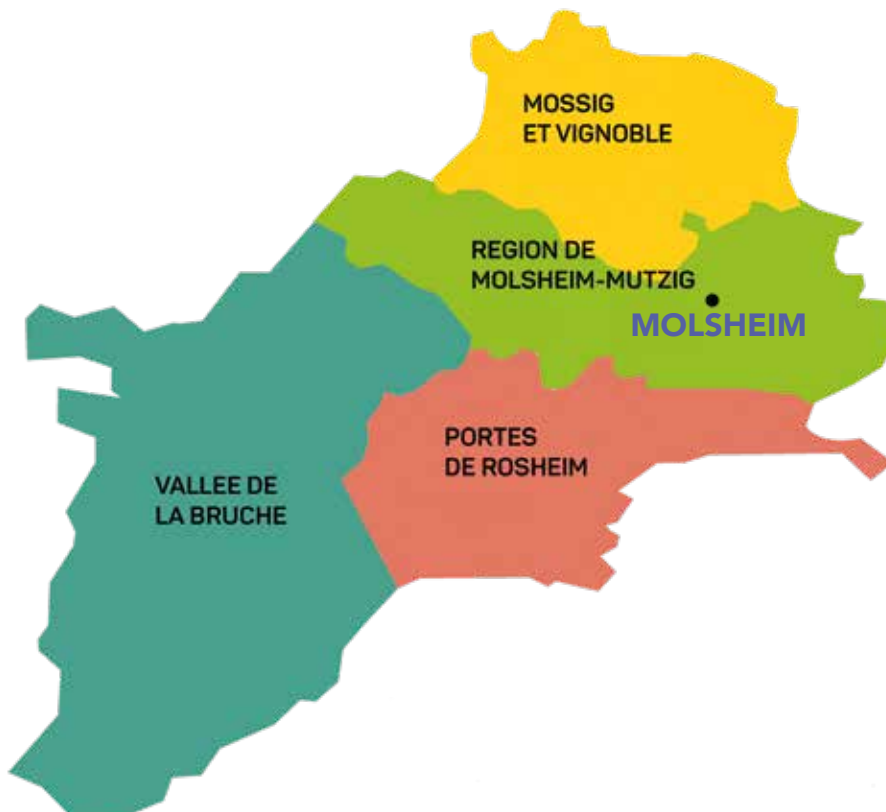 MOSSIG
ET VIGNOBLE
REGION DE
MOLSHEIM-MUTZIG
MOLSHEIM
PORTES
DE ROSHEIM
VALLEE DE
LA BRUCHE